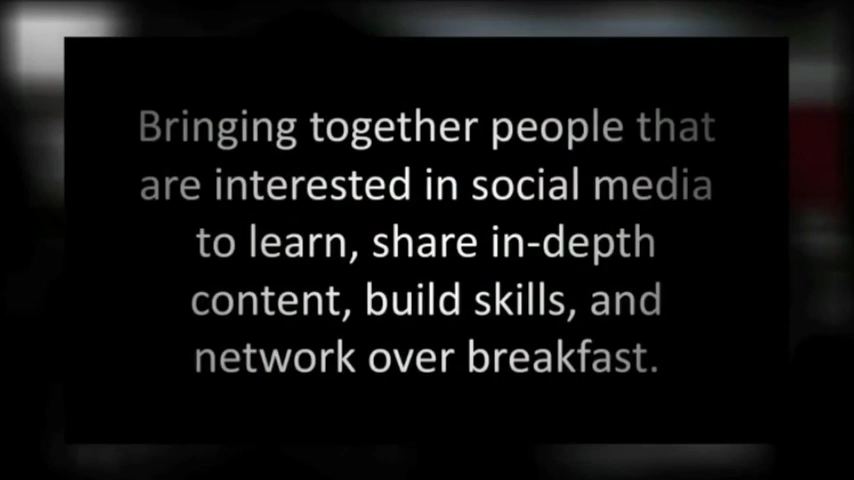 Bringing together people that
are interested in social media
to learn, share in-depth
content, build skills, and
network over breakfast.